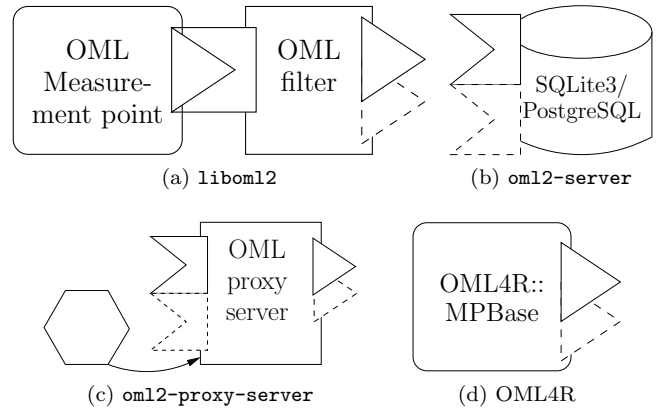 OML
Measure-
ment point
OML
filter
SQLite3/
PostgreSQL
(a) liboml2
(b) oml2-server
OML
proxy
server
OML4R::
MPBase
(c) oml2-proxy-server
(d) OML4R